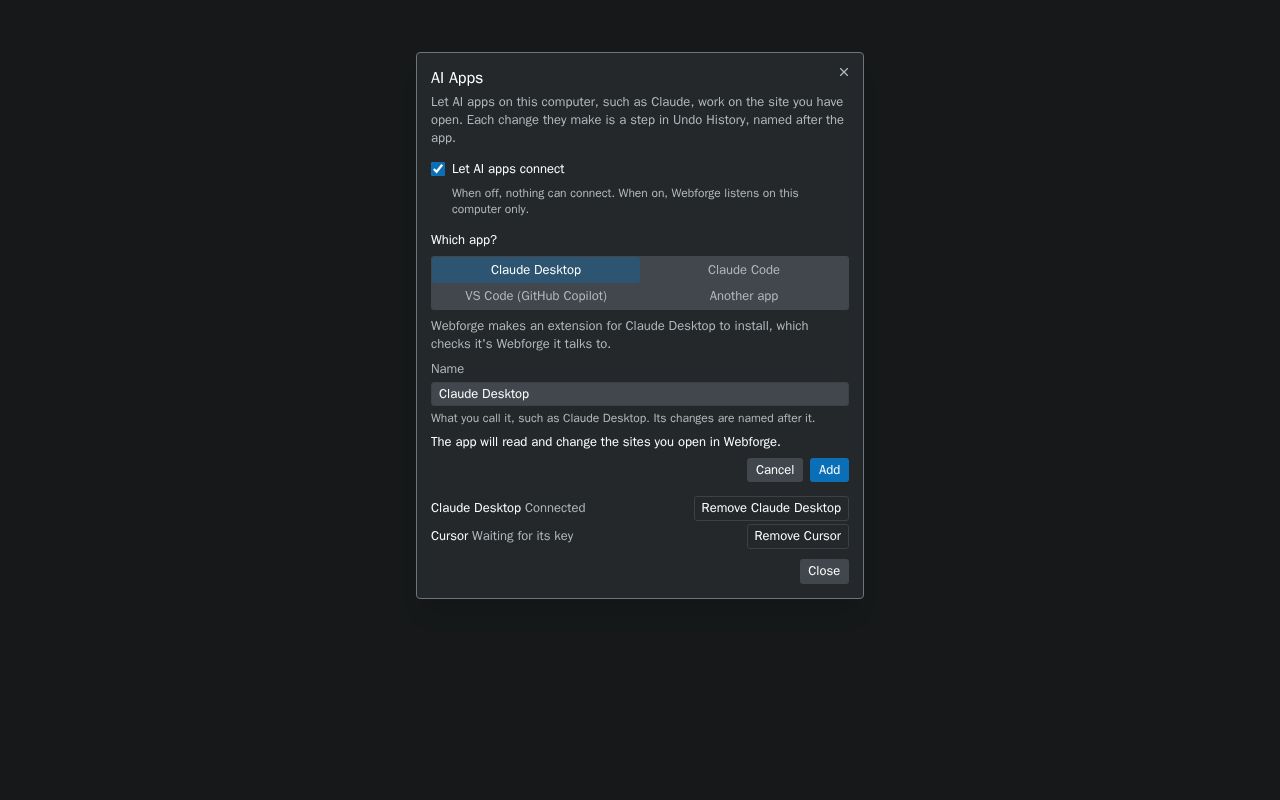 AI Apps
Let AI apps on this computer, such as Claude, work on the site you have
open. Each change they make is a step in Undo History, named after the
app.
Let AI apps connect
When off, nothing can connect. When on, Webforge listens on this
computer only.
Which app?
Claude Desktop
Claude Code
VS Code (GitHub Copilot)
Another app
Webforge makes an extension for Claude Desktop to install, which
checks it's Webforge it talks to.
Name
Claude Desktop
What you call it, such as Claude Desktop. Its changes are named after it.
The app will read and change the sites you open in Webforge.
Cancel
Add
Claude Desktop Connected
Remove Claude Desktop
Cursor Waiting for its key
Remove Cursor
Close